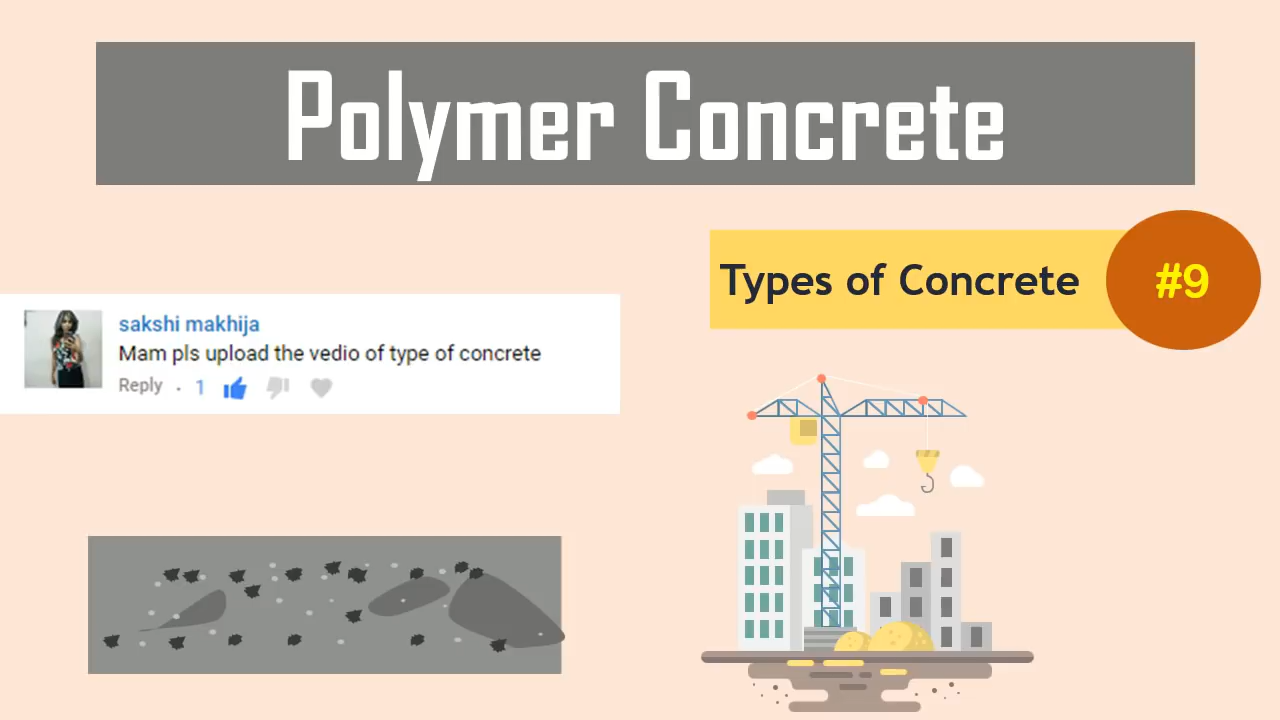 Polymer Concrete
Types of Concrete #9
sakshi makhija
Mam pls upload the vedio of type of concrete
Reply · 1